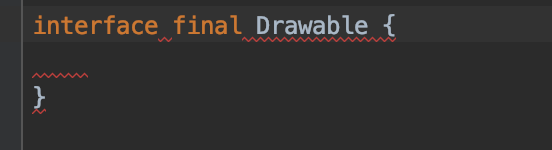 interface final Drawable {
}